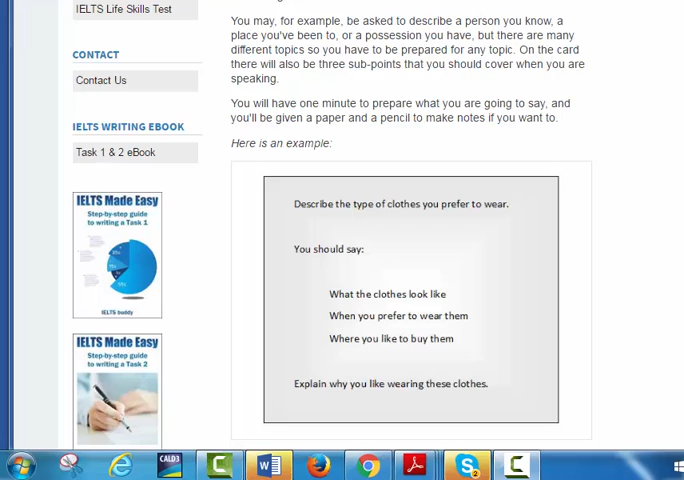 IELTS Life Skills Test
CONTACT
Contact Us
IELTS WRITING EBOOK
Task 1 & 2 eBook
IELTS Made Easy
Step-by-step guide
to writing a Task 1
IELTS buddy
IELTS Made Easy
Step-by-step guide
to writing a Task 2
You may, for example, be asked to describe a person you know, a
place you've been to, or a possession you have, but there are many
different topics so you have to be prepared for any topic. On the card
there will also be three sub-points that you should cover when you are
speaking.
You will have one minute to prepare what you are going to say, and
you'll be given a paper and a pencil to make notes if you want to.
Here is an example:
Describe the type of clothes you prefer to wear.
You should say:
What the clothes look like
When you prefer to wear them
Where you like to buy them
Explain why you like wearing these clothes.
CALD3
2